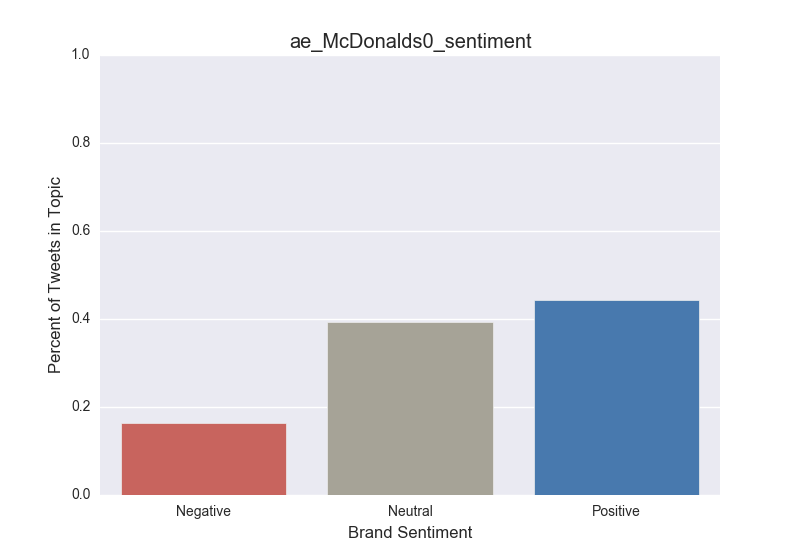 ae_McDonalds0_sentiment
1.0
0.8
0.6
0.4
0.2
0.0
Percent of Tweets in Topic
Negative
Neutral
Positive
Brand Sentiment